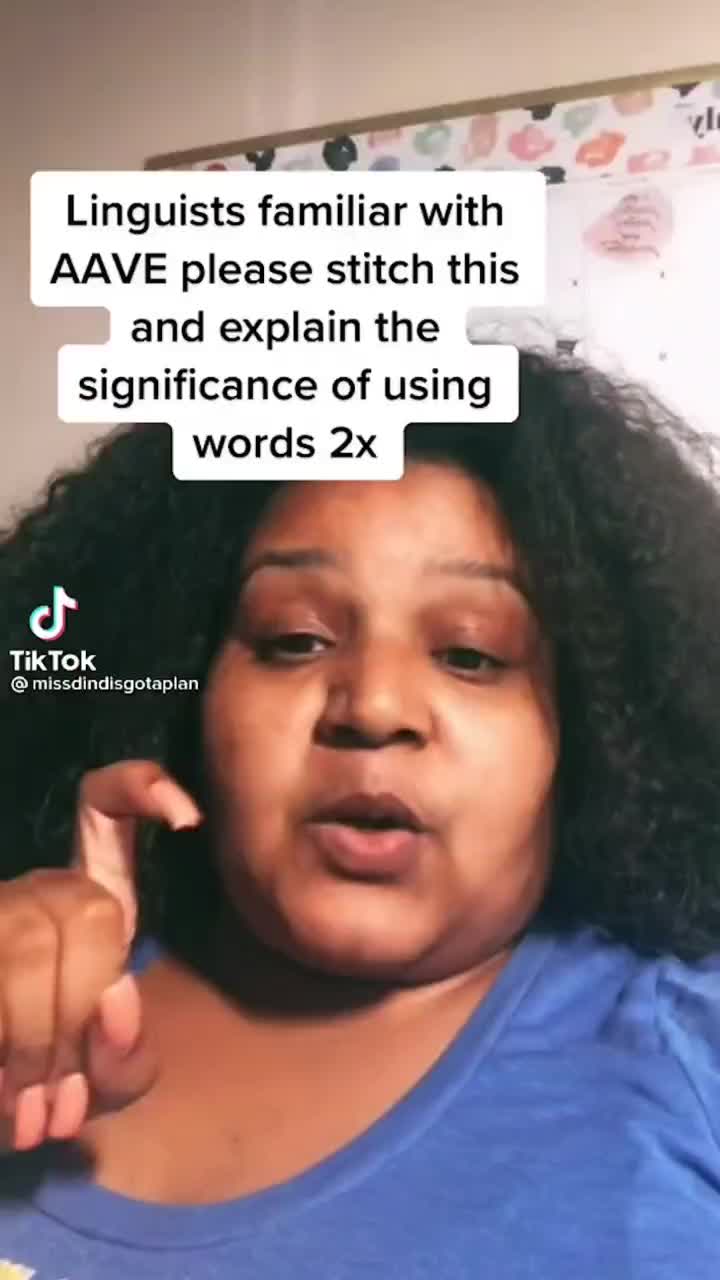 Linguists familiar with
AAVE please stitch this
and explain the
significance of using
words 2x
TikTok
@missdindisgotaplan